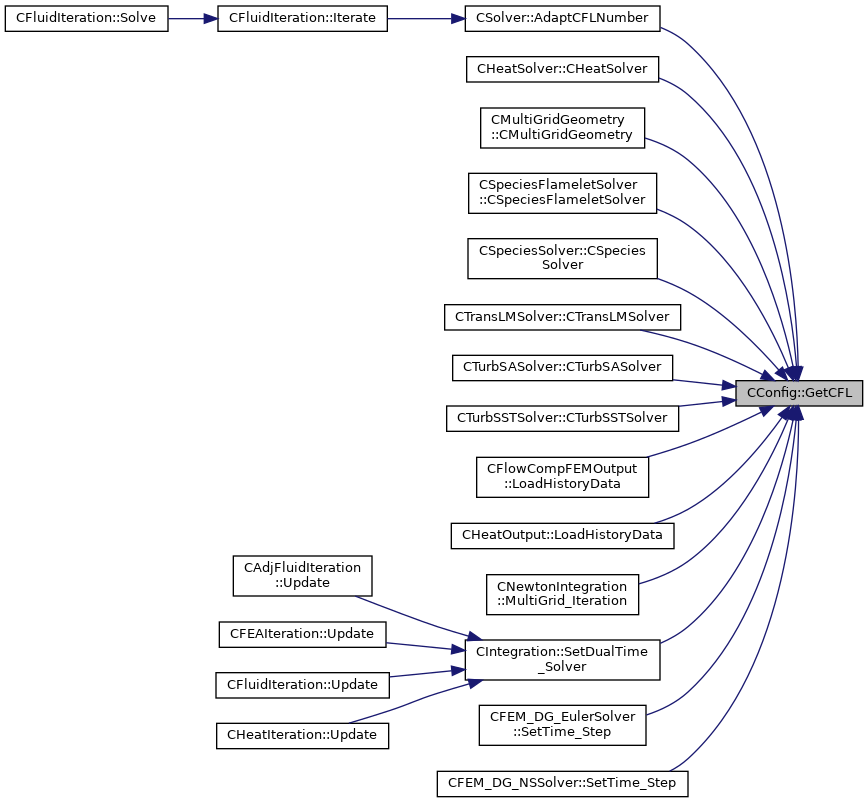 CFluidIteration::Solve
CFluidIteration::Iterate
CSolver::AdaptCFLNumber
CHeatSolver::CHeatSolver
CMultiGridGeometry
::CMultiGridGeometry
CSpeciesFlameletSolver
::CSpeciesFlameletSolver
CSpeciesSolver::CSpecies
Solver
CTransLMSolver::CTransLMSolver
CTurbSASolver::CTurbSASolver
CConfig::GetCFL
CTurbSSTSolver::CTurbSSTSolver
CFlowCompFEMOutput
::LoadHistoryData
CHeatOutput::LoadHistoryData
CNewtonIntegration
::MultiGrid_Iteration
CAdjFluidIteration
::Update
CFEAIteration::Update
CFluidIteration::Update
CHeatIteration::Update
CIntegration::SetDualTime
_Solver
CFEM_DG_EulerSolver
::SetTime_Step
CFEM_DG_NSSolver::SetTime_Step